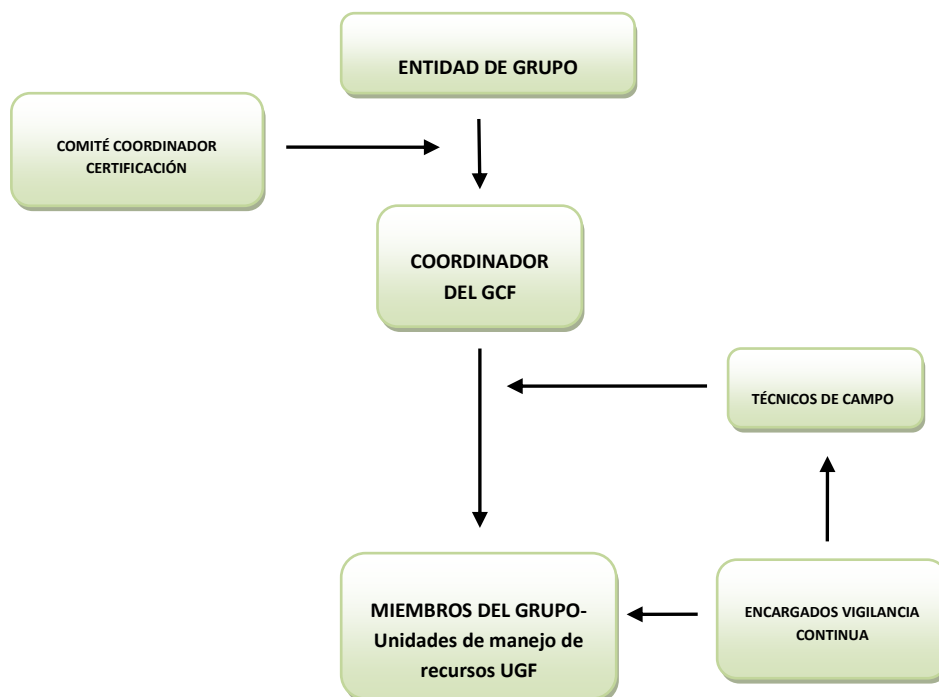 ENTIDAD DE GRUPO
COMITÉ COORDINADOR
CERTIFICACIÓN
COORDINADOR
DEL GCF
TÉCNICOS DE CAMPO
MIEMBROS DEL GRUPO-
Unidades de manejo de
recursos UGF
ENCARGADOS VIGILANCIA
CONTINUA